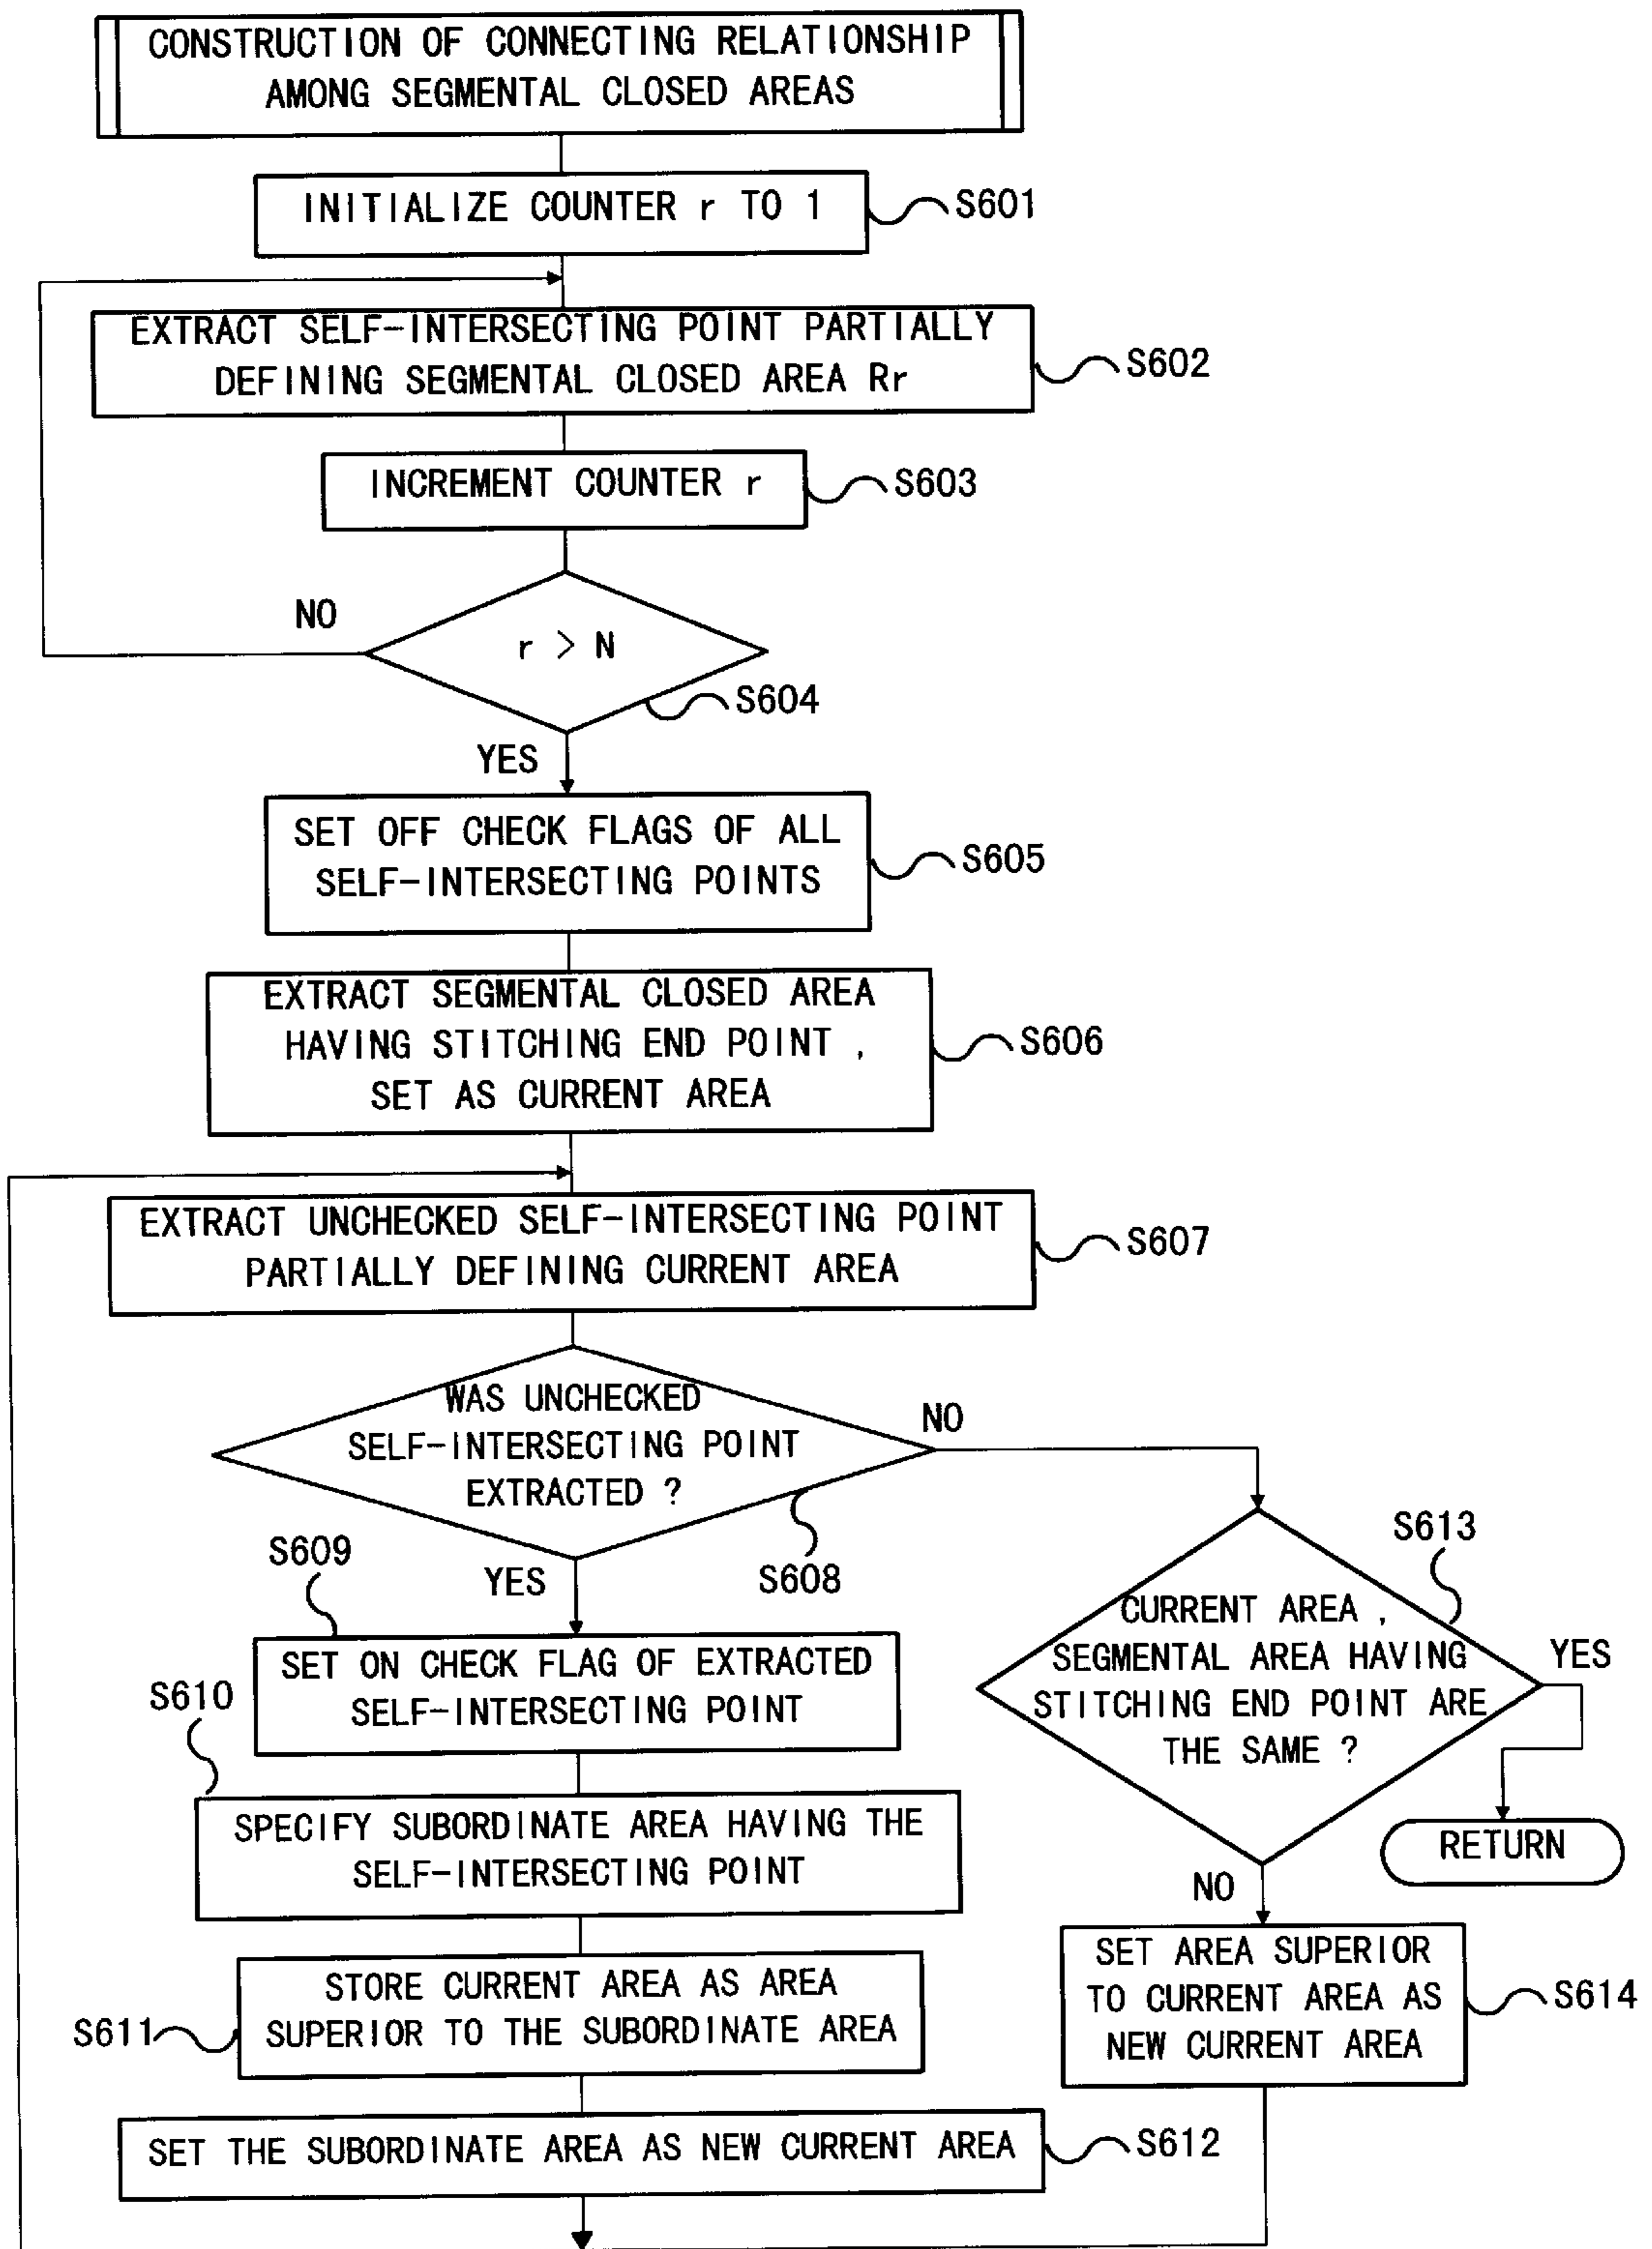 CONSTRUCTION OF CONNECTING RELATIONSHIP
AMONG SEGMENTAL CLOSED AREAS
INITIALIZE COUNTER r TO 1
S601
EXTRACT SELF-INTERSECTING POINT PARTIALLY
DEFINING SEGMENTAL CLOSED AREA Rr
S602
INCREMENT COUNTER r
S603
NO
r > N
S604
YES
SET OFF CHECK FLAGS OF ALL
SELF-INTERSECTING POINTS
S605
EXTRACT SEGMENTAL CLOSED AREA
HAVING STITCHING END POINT ,
SET AS CURRENT AREA
S606
EXTRACT UNCHECKED SELF-INTERSECTING POINT
PARTIALLY DEFINING CURRENT AREA
S607
WAS UNCHECKED
SELF-INTERSECTING POINT
EXTRACTED ?
NO
S608
YES
S609
SET ON CHECK FLAG OF EXTRACTED
SELF-INTERSECTING POINT
S610
SPECIFY SUBORDINATE AREA HAVING THE
SELF-INTERSECTING POINT
STORE CURRENT AREA AS AREA
SUPERIOR TO THE SUBORDINATE AREA
S611
SET THE SUBORDINATE AREA AS NEW CURRENT AREA
S612
S613
CURRENT AREA ,
SEGMENTAL AREA HAVING
STITCHING END POINT ARE
THE SAME ?
YES
RETURN
NO
SET AREA SUPERIOR
TO CURRENT AREA AS
NEW CURRENT AREA
S614